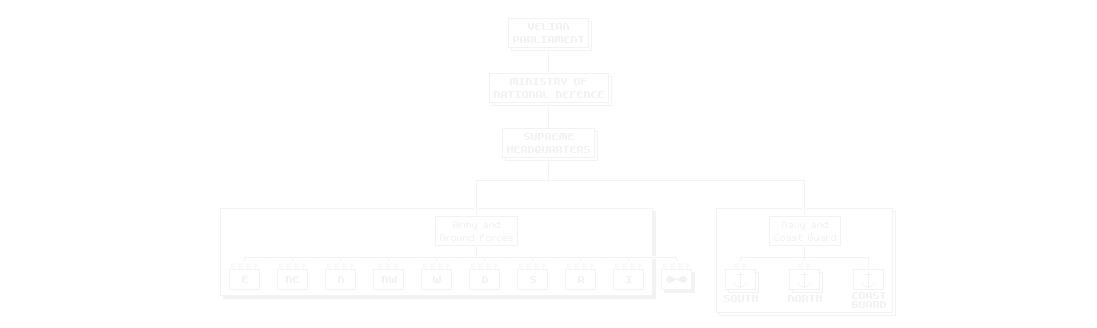 VELIAN
PARLIAMENT
MINISTRY OF
NATIONAL DEFENCE
SUPREME
HEADQUARTERS
Army and
Ground Forces
Navy and
Coast Guard
E NC N NW W D S R I
SOUTH NORTH COAST
GUARD